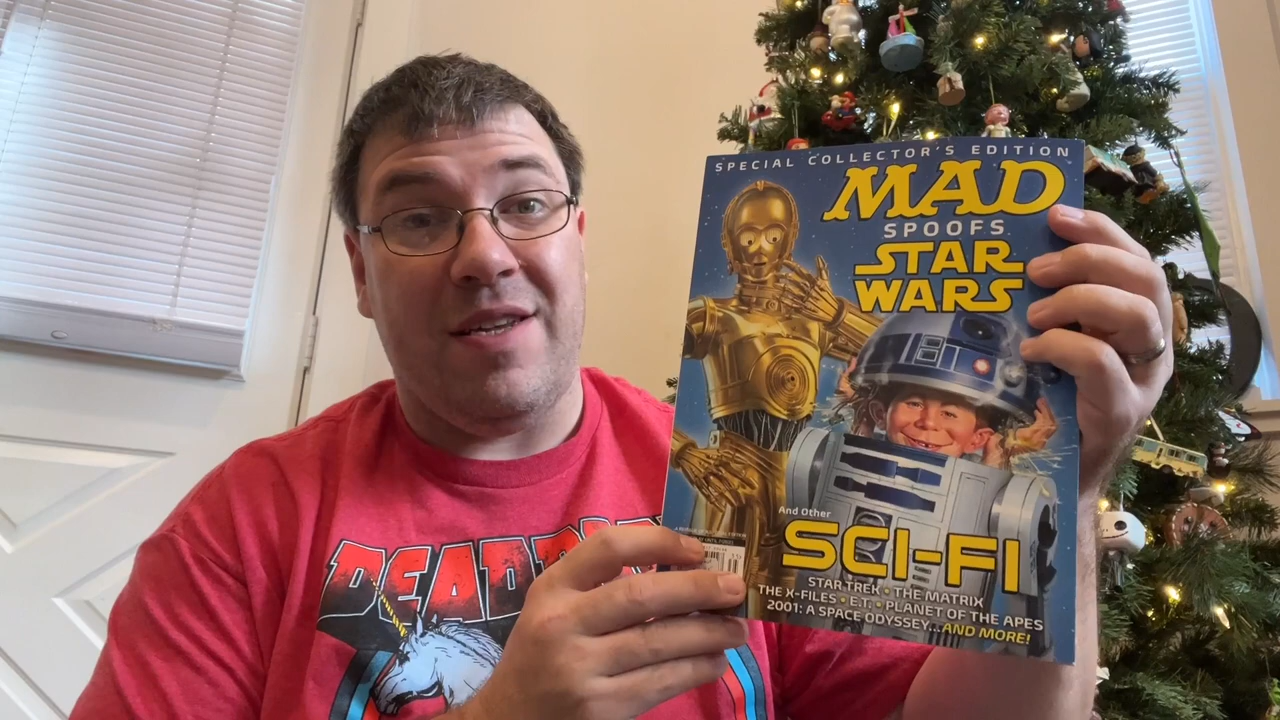 SPECIAL COLLECTOR'S EDITION
MAD
SPOOFS
STAR
WARS
And Other
SCI-FI
STAR TREK • THE MATRIX
THE X-FILES • E.T. • PLANET OF THE APES
2001: A SPACE ODYSSEY...AND MORE!